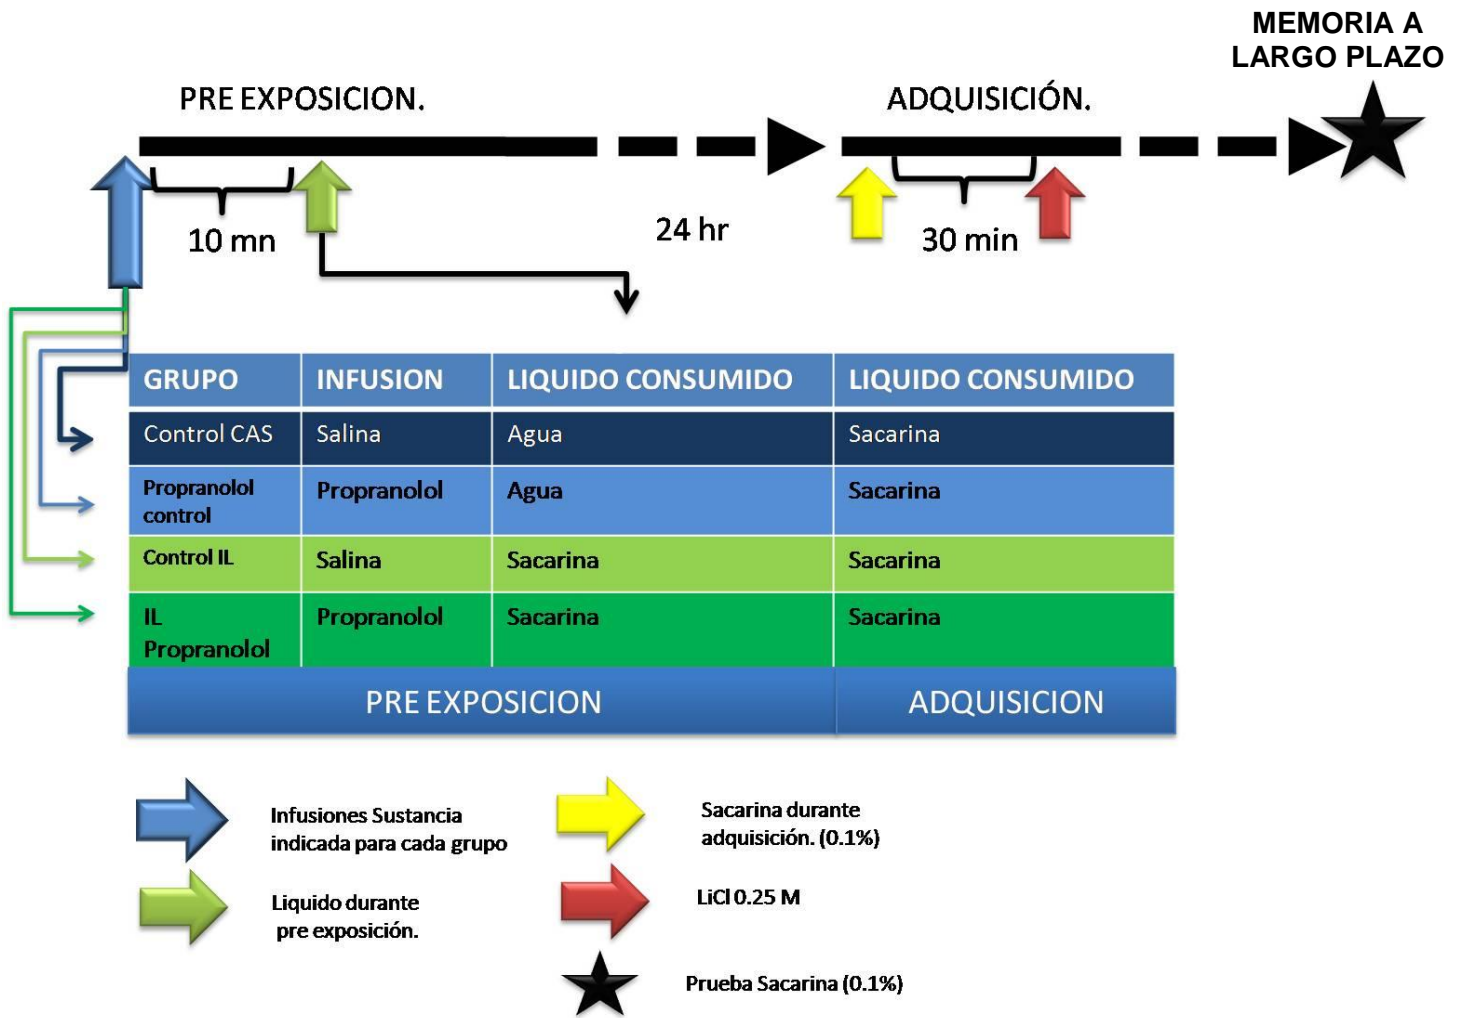 MEMORIA A
LARGO PLAZO
PRE EXPOSICION.
ADQUISICIÓN.
10 mn
24 hr
30 min
GRUPO INFUSION LIQUIDO CONSUMIDO LIQUIDO CONSUMIDO
Control CAS Salina Agua Sacarina
Propranolol
control
Propranolol Agua Sacarina
Control IL Salina Sacarina Sacarina
IL
Propranolol
Propranolol Sacarina Sacarina
PRE EXPOSICION ADQUISICION
Infusiones Sustancia
indicada para cada grupo
Sacarina durante
adquisición. (0.1%)
Liquido durante
pre exposición.
LiCl 0.25 M
Prueba Sacarina (0.1%)